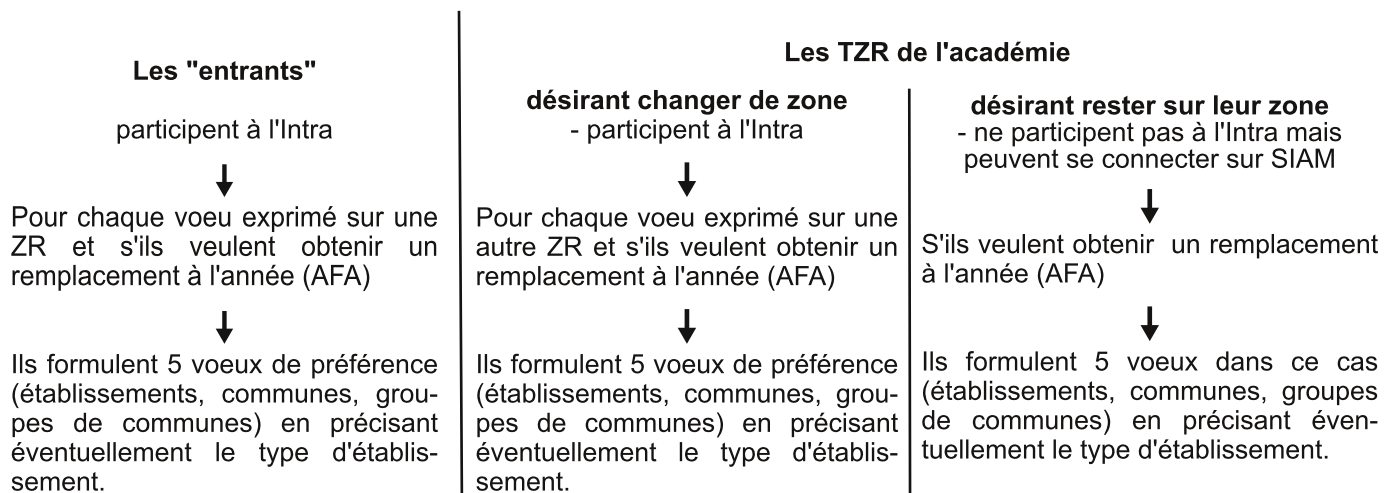 Les "entrants"
participent à l'Intra
Pour chaque voeu exprimé sur une
ZR et s'ils veulent obtenir un
remplacement à l'année (AFA)
Ils formulent 5 voeux de préférence
(établissements, communes, grou-
pes de communes) en précisant
éventuellement le type d'établis-
sement.
Les TZR de l'académie
désirant changer de zone
- participent à l'Intra
Pour chaque voeu exprimé sur une
autre ZR et s'ils veulent obtenir un
remplacement à l'année (AFA)
Ils formulent 5 voeux de préférence
(établissements, communes, grou-
pes de communes) en précisant
éventuellement le type d'établis-
sement.
désirant rester sur leur zone
- ne participent pas à l'Intra mais
peuvent se connecter sur SIAM
S'ils veulent obtenir un remplacement
à l'année (AFA)
Ils formulent 5 voeux dans ce cas
(établissements, communes, groupes
de communes) en précisant éven-
tuellement le type d'établissement.